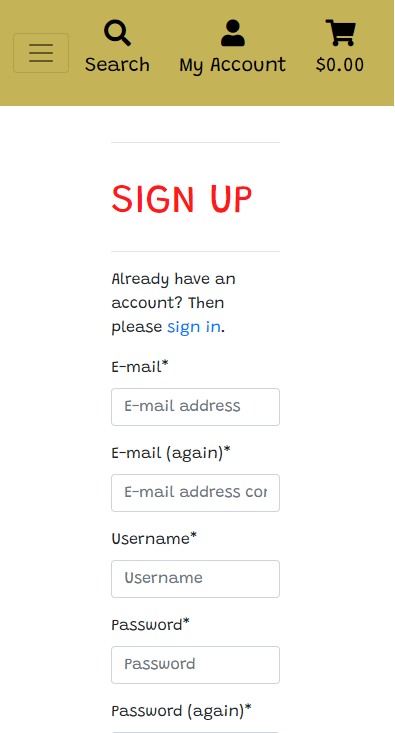 Search My Account $0.00
SIGN UP
Already have an
account? Then
please sign in.
E-mail*
E-mail address
E-mail (again)*
E-mail address cor
Username*
Username
Password*
Password
Password (again)*